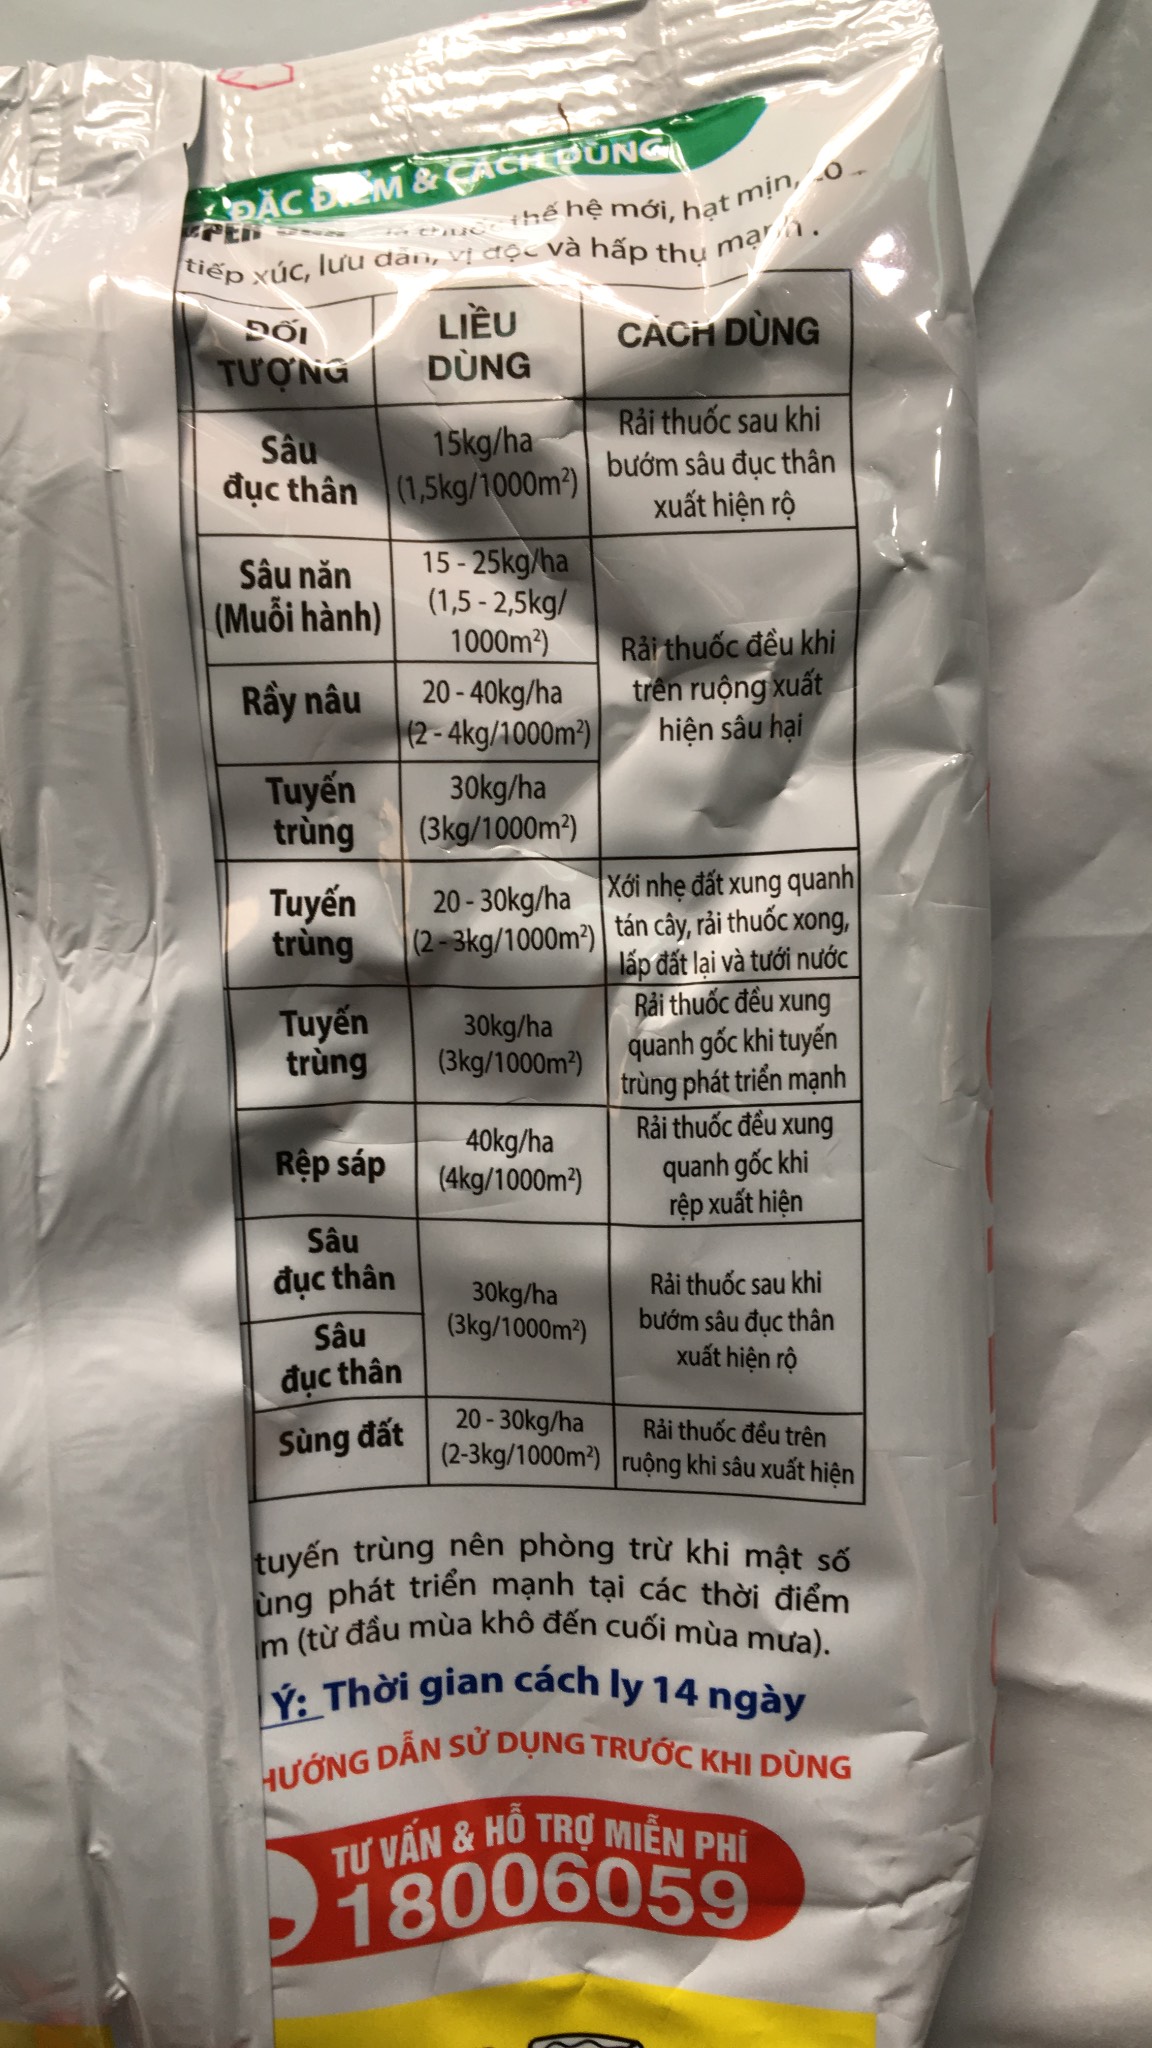 ĐẶC ĐIỂM & CÁCH DÙNG
thuốc thế hệ mới, hạt mịn,
tiếp xúc, lưu dẫn, vị độc và hấp thụ mạnh.
ĐỐI
TƯỢNG
LIỀU
DÙNG
CÁCH DÙNG
Sâu
đục thân
15kg/ha
(1,5kg/1000m²)
Rải thuốc sau khi
bướm sâu đục thân
xuất hiện rộ
Sâu năn
(Muỗi hành)
15 - 25kg/ha
(1,5 - 2,5kg/
1000m²)
Rải thuốc đều khi
trên ruộng xuất
hiện sâu hại
Rầy nâu
20 - 40kg/ha
(2 - 4kg/1000m²)
Tuyến
trùng
30kg/ha
(3kg/1000m²)
Tuyến
trùng
20 - 30kg/ha
(2 - 3kg/1000m²)
Xới nhẹ đất xung quanh
tán cây, rải thuốc xong,
lấp đất lại và tưới nước
Tuyến
trùng
30kg/ha
(3kg/1000m²)
Rải thuốc đều xung
quanh gốc khi tuyến
trùng phát triển mạnh
Rệp sáp
40kg/ha
(4kg/1000m²)
Rải thuốc đều xung
quanh gốc khi
rệp xuất hiện
Sâu
đục thân
Sâu
đục thân
30kg/ha
(3kg/1000m²)
Rải thuốc sau khi
bướm sâu đục thân
xuất hiện rộ
Sùng đất
20 - 30kg/ha
(2-3kg/1000m²)
Rải thuốc đều trên
ruộng khi sâu xuất hiện
tuyến trùng nên phòng trừ khi mật số
ùng phát triển mạnh tại các thời điểm
m (từ đầu mùa khô đến cuối mùa mưa).
Ý: Thời gian cách ly 14 ngày
HƯỚNG DẪN SỬ DỤNG TRƯỚC KHI DÙNG
TƯ VẤN & HỖ TRỢ MIỄN PHÍ
18006059